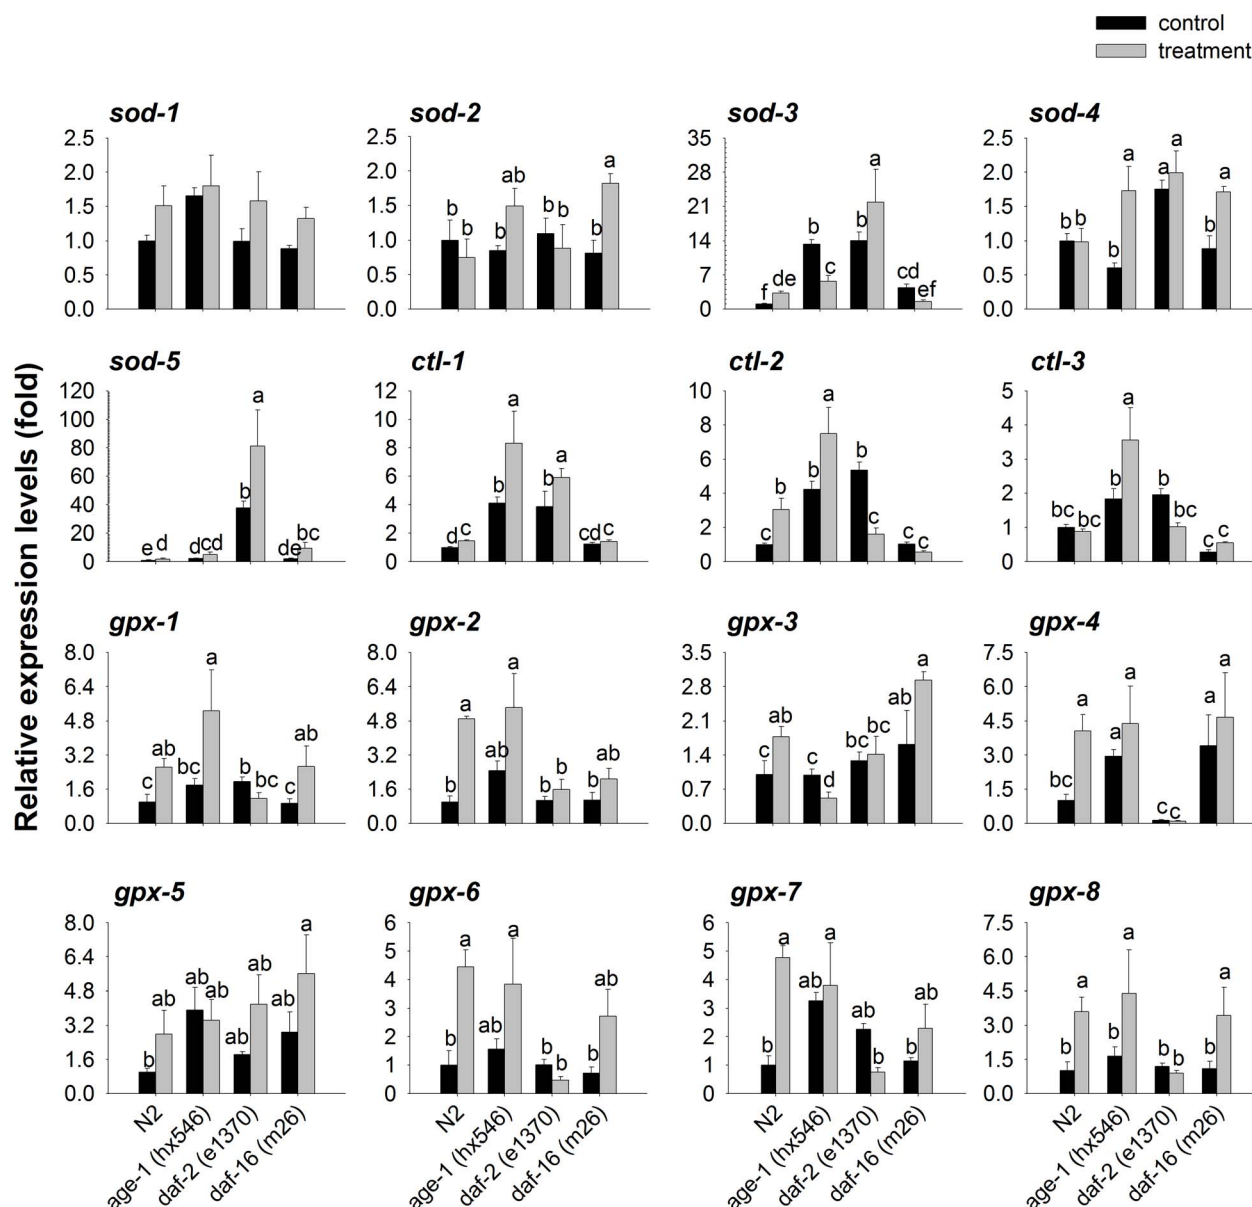 control
treatment
sod-1 sod-2 sod-3 sod-4
2.5 2.5 35 2.5
2.0 2.0 28 2.0
1.5 1.5 21 1.5
1.0 1.0 14 1.0
0.5 0.5 7 0.5
0.0 0.0 0 0.0
b b b ab b b b a
f de b c b a cd ef
b b b a a a b a
Relative expression levels (fold)
sod-5 ctl-1 ctl-2 ctl-3
120 12 10 5
100 10 8 4
80 8 6 3
60 6 4 2
40 4 2 1
20 2 0 0
0 0
e d d cd b a de bc
d c b a b a cd c
c b b a b c c c
bc bc b a b c c c
gpx-1 gpx-2 gpx-3 gpx-4
8.0 8.0 3.5 7.5
6.4 6.4 2.8 6.0
4.8 4.8 2.1 4.5
3.2 3.2 1.4 3.0
1.6 1.6 0.7 1.5
0.0 0.0 0.0 0.0
c ab bc a b bc c ab
b a ab a b b b ab
c ab c d bc bc ab a
bc a a a c c a a
gpx-5 gpx-6 gpx-7 gpx-8
8.0 6 6 7.5
6.4 5 5 6.0
4.8 4 4 4.5
3.2 3 3 3.0
1.6 2 2 1.5
0.0 1 1 0.0
0 0
b ab ab ab ab ab ab a
b a ab a b b b ab
b a ab a ab b b ab
b a b a b b b a
N2 N2 N2 N2
age-1 (hx546) age-1 (hx546) age-1 (hx546) age-1 (hx546)
daf-2 (e1370) daf-2 (e1370) daf-2 (e1370) daf-2 (e1370)
daf-16 (m26) daf-16 (m26) daf-16 (m26) daf-16 (m26)